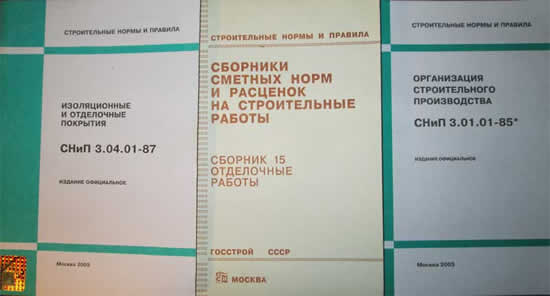 СТРОИТЕЛЬНЫЕ НОРМЫ И ПРАВИЛА
ИЗОЛЯЦИОННЫЕ
И ОТДЕЛОЧНЫЕ
ПОКРЫТИЯ
СНиП 3.04.01-87
ИЗДАНИЕ ОФИЦИАЛЬНОЕ
Москва 2005
СТРОИТЕЛЬНЫЕ НОРМЫ И ПРАВИЛА
СБОРНИКИ
СМЕТНЫХ НОРМ
И РАСЦЕНОК
НА СТРОИТЕЛЬНЫЕ
РАБОТЫ
СБОРНИК 15
ОТДЕЛОЧНЫЕ
РАБОТЫ
ГОССТРОЙ СССР
МОСКВА
СТРОИТЕЛЬНЫЕ НОРМЫ И ПРАВИЛА
ОРГАНИЗАЦИЯ
СТРОИТЕЛЬНОГО
ПРОИЗВОДСТВА
СНиП 3.01.01-85*
ИЗДАНИЕ ОФИЦИАЛЬНОЕ
Москва 2005